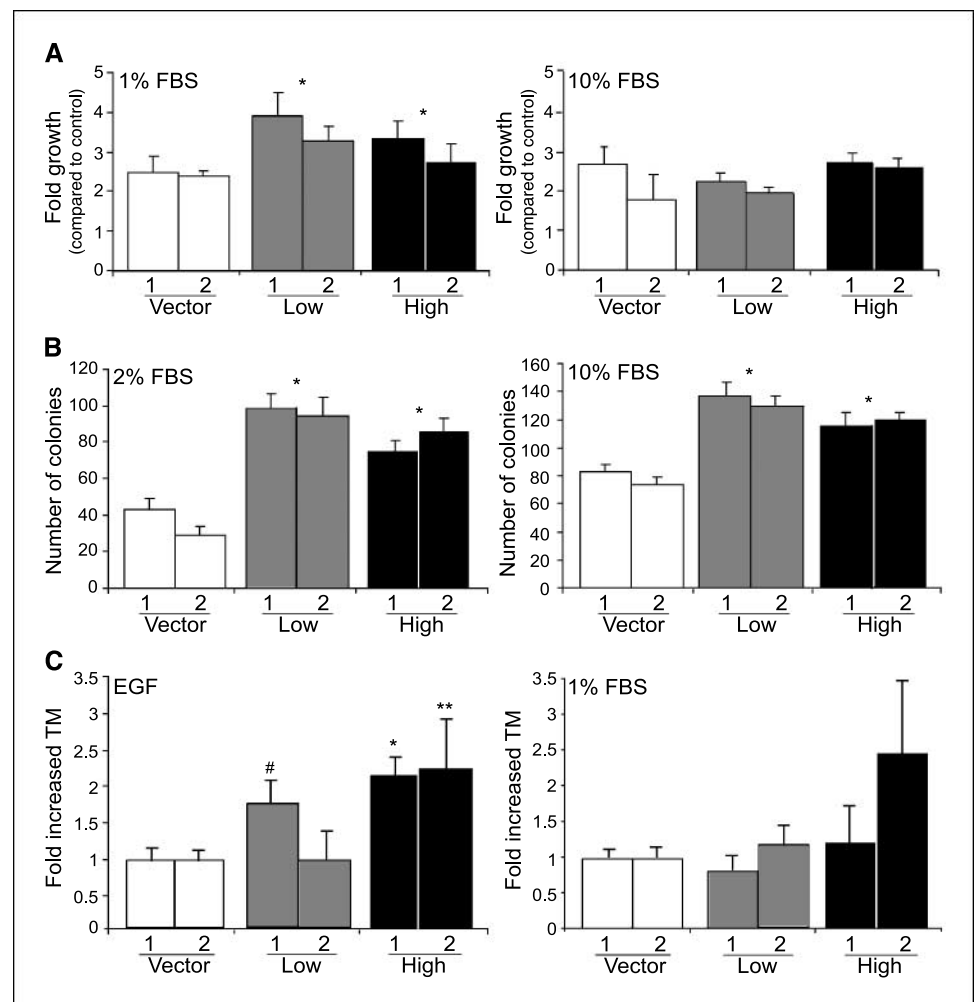 A
1% FBS
Fold growth
(compared to control)
5
4
3
2
1
0
*
*
1 2 1 2 1 2
Vector Low High
10% FBS
Fold growth
(compared to control)
5
4
3
2
1
0
1 2 1 2 1 2
Vector Low High
B
2% FBS
Number of colonies
120
100
80
60
40
20
0
*
*
1 2 1 2 1 2
Vector Low High
10% FBS
Number of colonies
160
140
120
100
80
60
40
20
0
*
*
1 2 1 2 1 2
Vector Low High
C
EGF
Fold increased TM
3.5
3
2.5
2
1.5
1
0.5
0
#
*
**
1 2 1 2 1 2
Vector Low High
1% FBS
Fold increased TM
3.5
3
2.5
2
1.5
1
0.5
0
1 2 1 2 1 2
Vector Low High